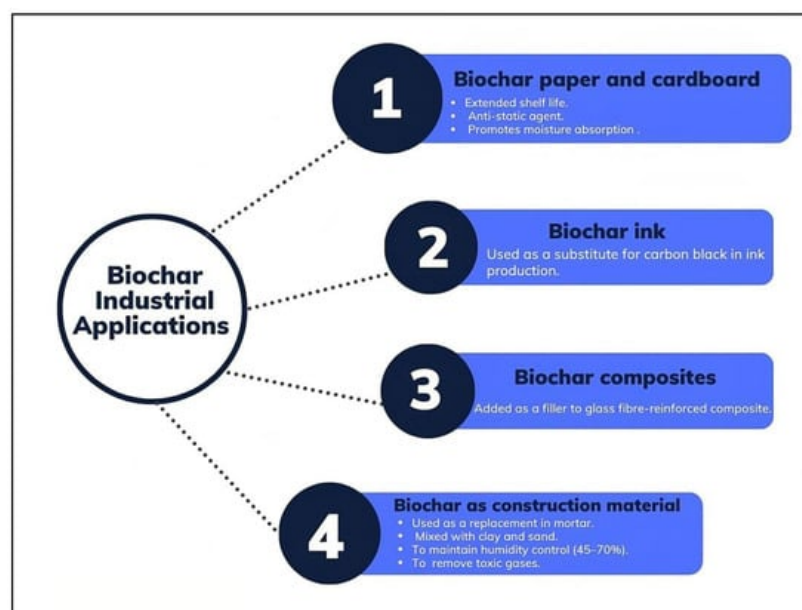 Biochar
Industrial
Applications
1
Biochar paper and cardboard
• Extended shelf life.
• Anti-static agent.
• Promotes moisture absorption .
2
Biochar ink
Used as a substitute for carbon black in ink
production.
3
Biochar composites
Added as a filler to glass fibre-reinforced composite.
4
Biochar as construction material
• Used as a replacement in mortar.
• Mixed with clay and sand.
• To maintain humidity control (45–70%).
• To remove toxic gases.